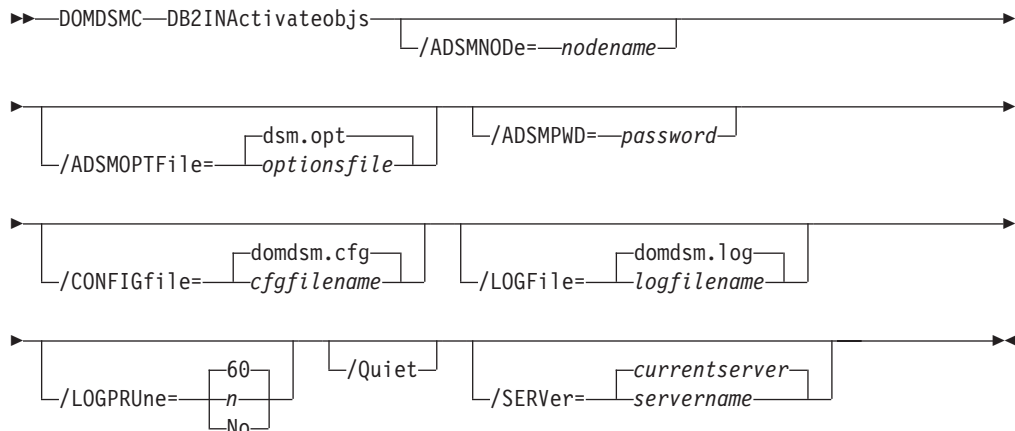 DOMDSMC DB2INActivateobjs
/ADSMNODe= nodename
dsm.opt
/ADSMOPTFile= optionsfile
/ADSMPWD= password
domdsm.cfg
/CONFIGfile= cfgfilename
domdsm.log
/LOGFile= logfilename
60
/LOGPRUne= n
No
/Quiet
currentserver
/SERVer= servername